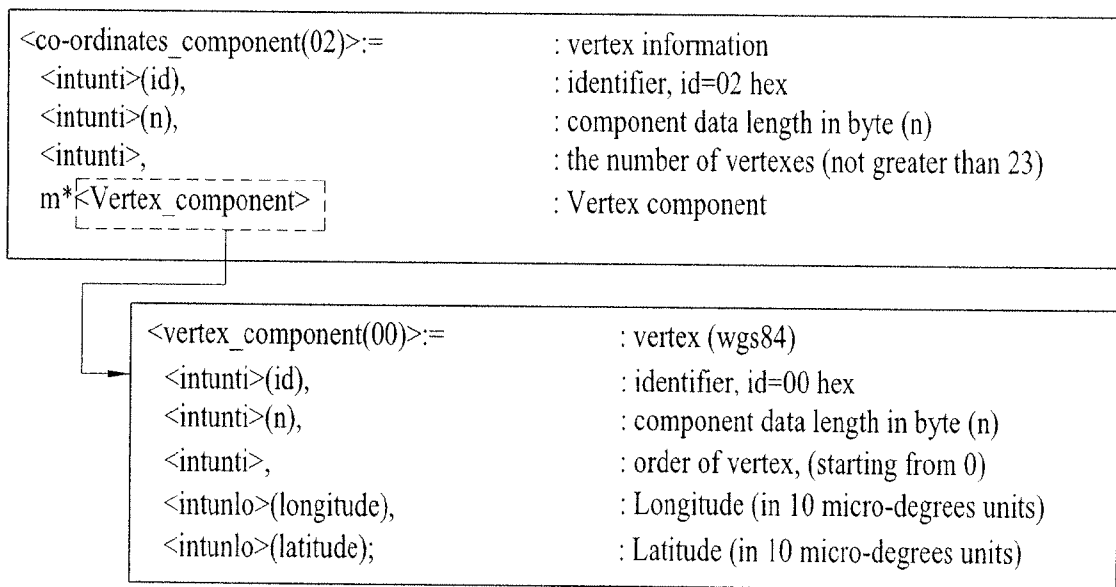 <co-ordinates_component(02)>:= : vertex information
<intunti>(id), : identifier, id=02 hex
<intunti>(n), : component data length in byte (n)
<intunti>, : the number of vertexes (not greater than 23)
m*<Vertex_component> : Vertex component
<vertex_component(00)>:= : vertex (wgs84)
<intunti>(id), : identifier, id=00 hex
<intunti>(n), : component data length in byte (n)
<intunti>, : order of vertex, (starting from 0)
<intunlo>(longitude), : Longitude (in 10 micro-degrees units)
<intunlo>(latitude); : Latitude (in 10 micro-degrees units)